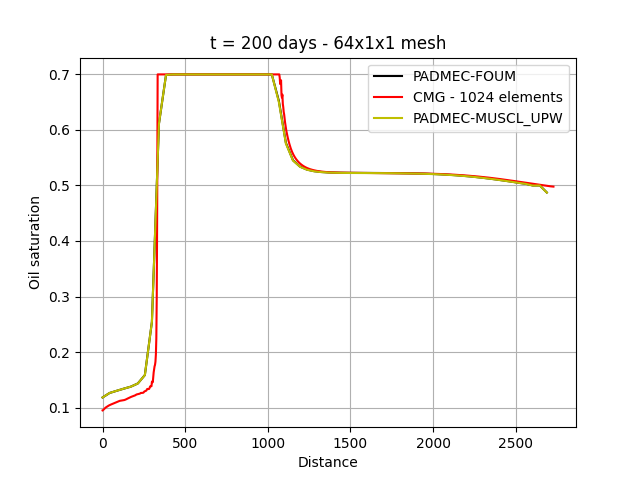 t = 200 days - 64x1x1 mesh
PADMEC-FOUM
CMG - 1024 elements
PADMEC-MUSCL_UPW
0.7
0.6
0.5
0.4
0.3
0.2
0.1
Oil saturation
0 500 1000 1500 2000 2500
Distance